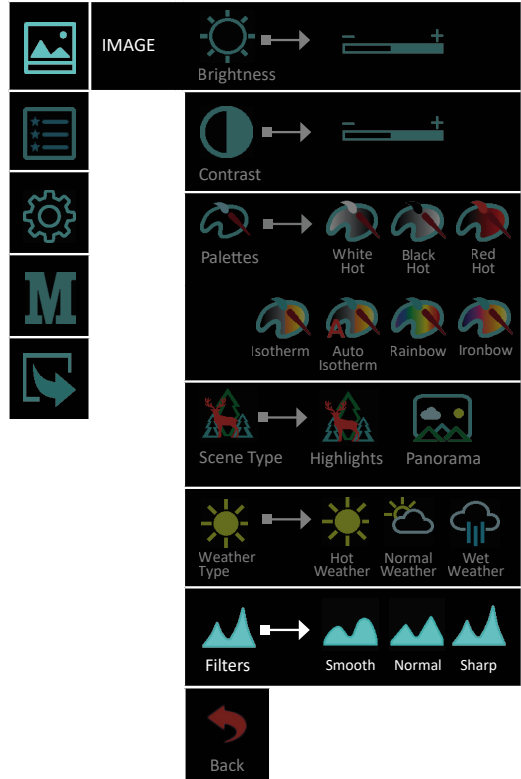 IMAGE
Brightness
Contrast
Palettes
White
Hot
Black
Hot
Red
Hot
Isotherm
A
Auto
Isotherm
Rainbow
Ironbow
M
Scene Type
Highlights
Panorama
Weather
Type
Hot
Weather
Normal
Weather
Wet
Weather
Filters
Smooth
Normal
Sharp
Back